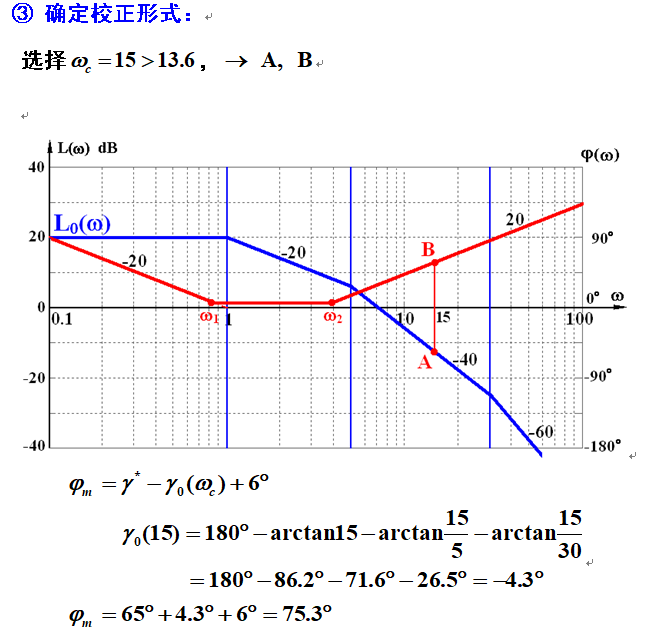 ③ 确定校正形式：
选择 ω_c = 15 > 13.6， → A, B
L(ω) dB
φ(ω)
40
L₀(ω)
20
20
-20
-20
B
90°
0
0° ω
0.1
ω1
1
ω2
10
15
100
A
-40
-20
-90°
-60
-40
-180°
φ_m = γ* − γ₀(ω_c) + 6°
γ₀(15) = 180° − arctan15 − arctan 15/5 − arctan 15/30
= 180° − 86.2° − 71.6° − 26.5° = −4.3°
φ_m = 65° + 4.3° + 6° = 75.3°